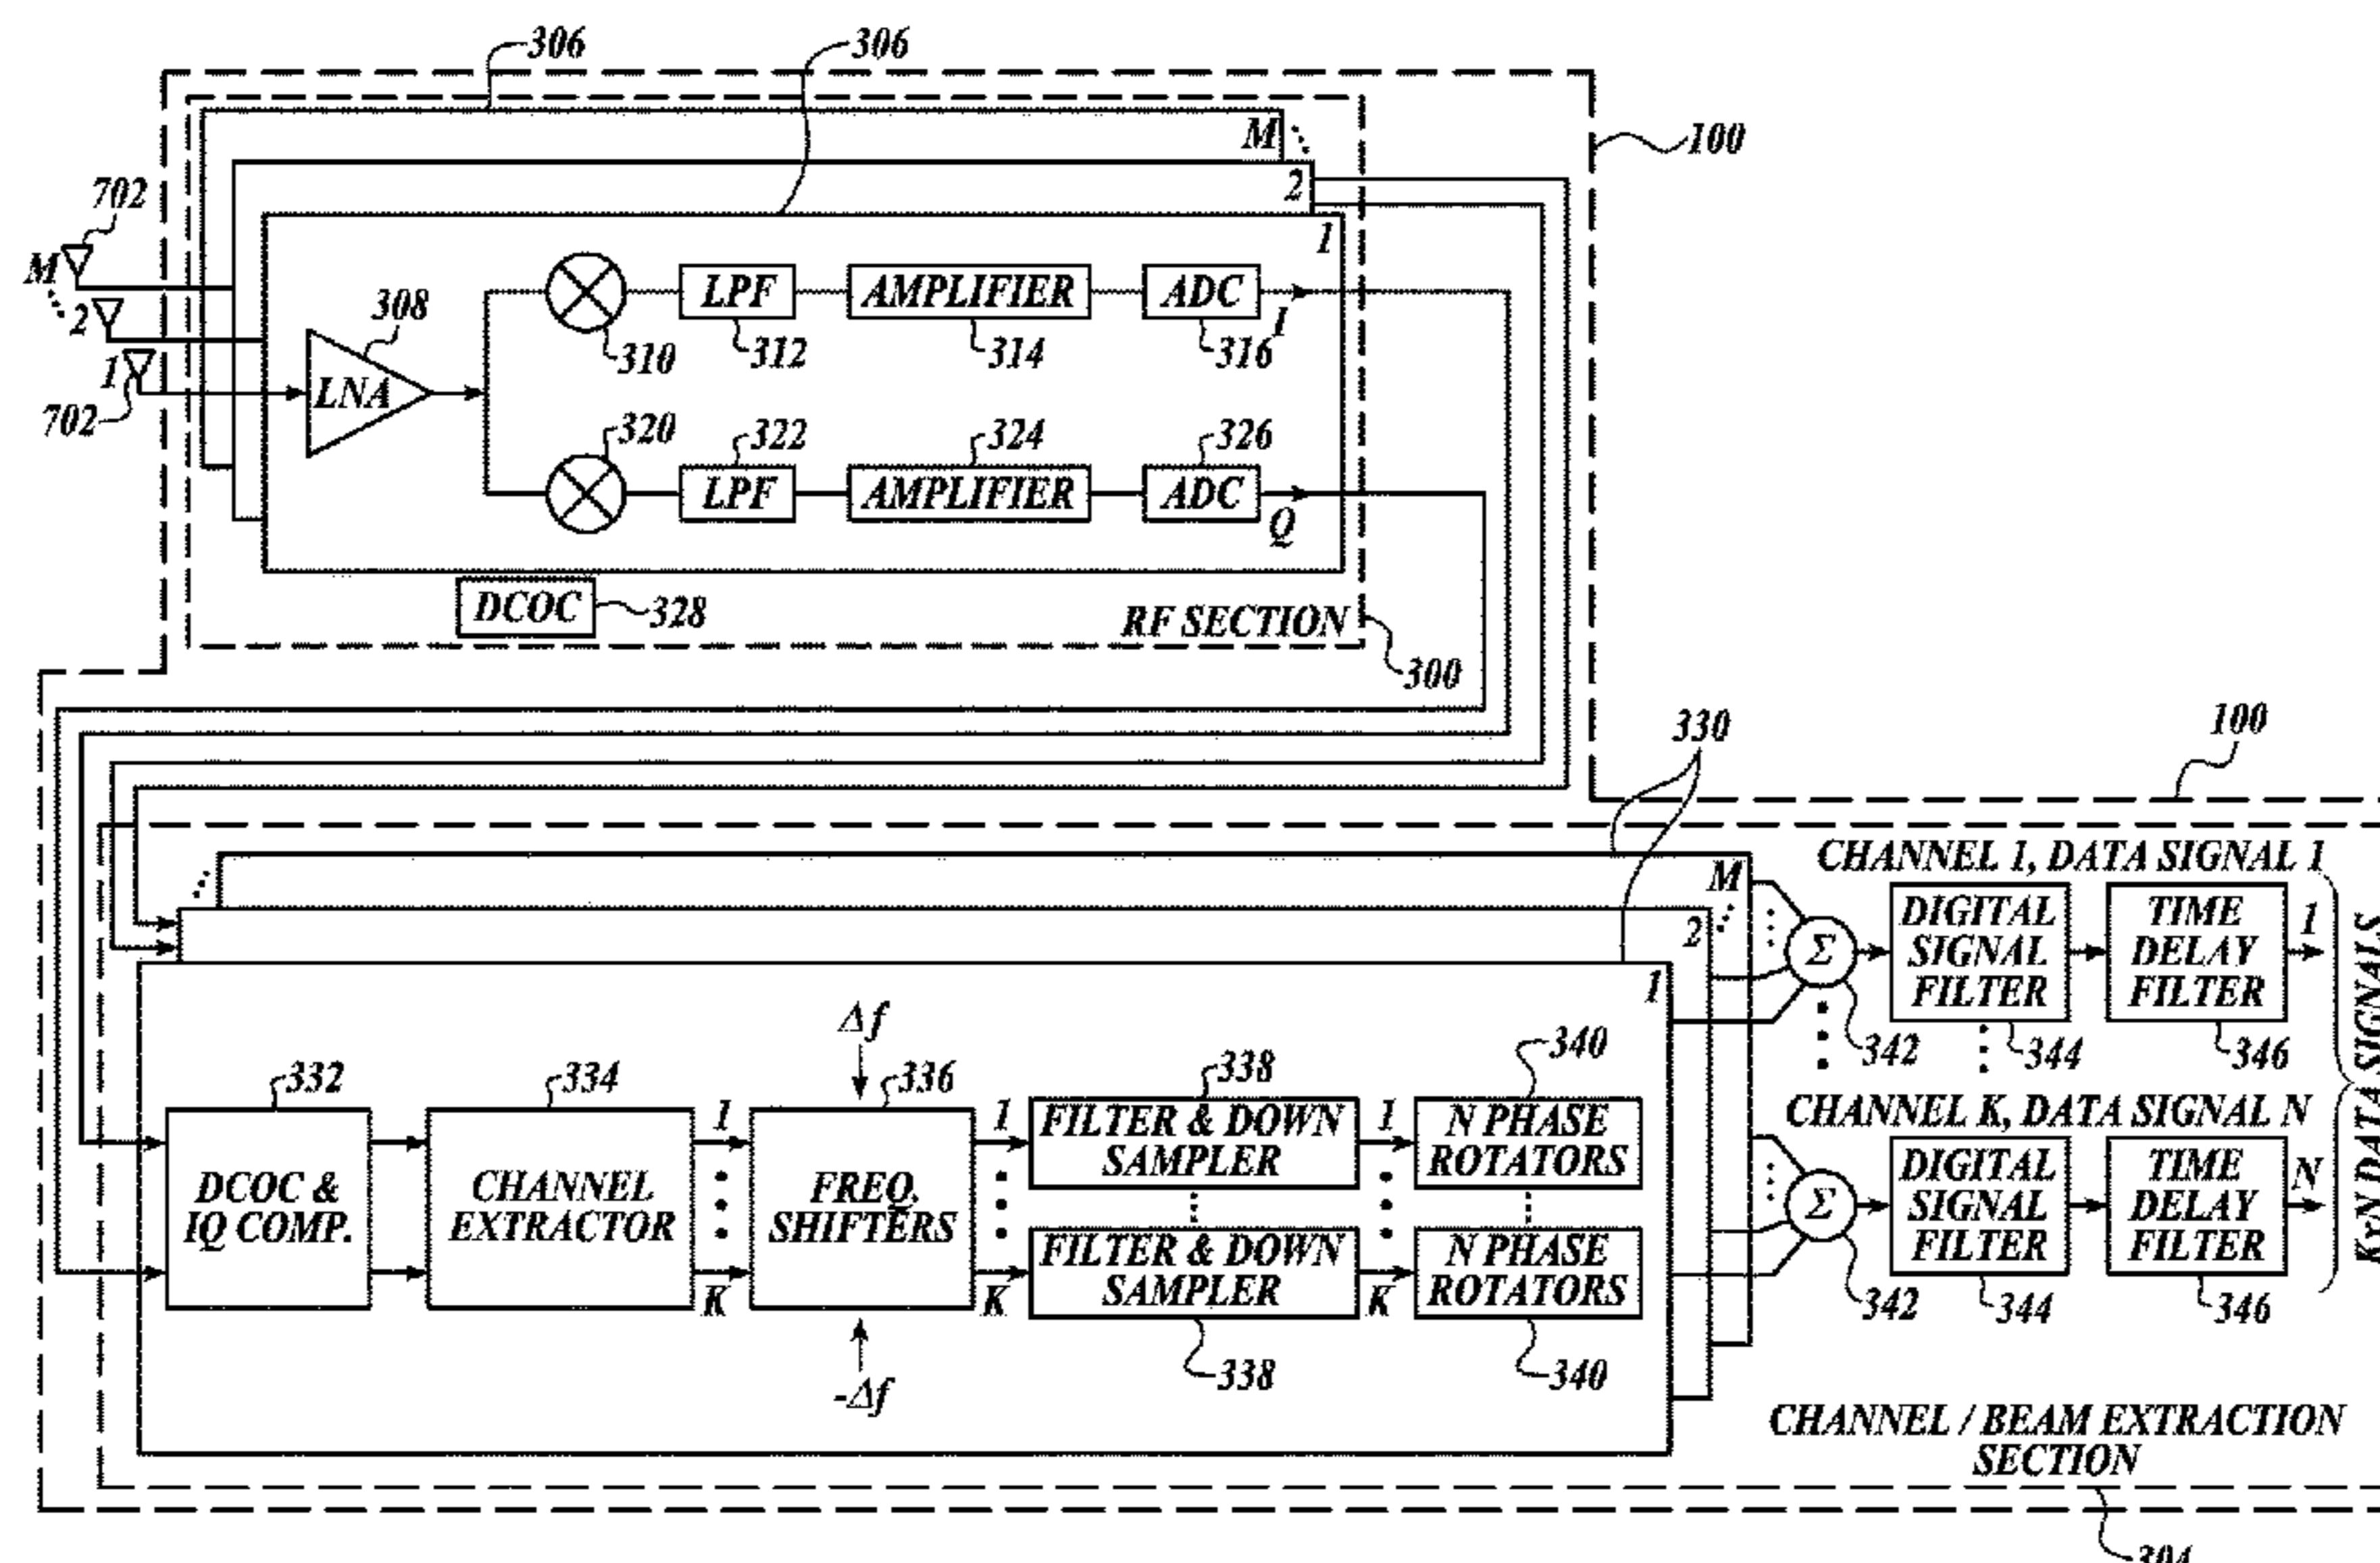 306
306
100
M
2
1
702
M
2
1
702
308
LNA
310
LPF
312
AMPLIFIER
314
ADC
316
I
320
322
LPF
324
AMPLIFIER
326
ADC
Q
DCOC
328
RF SECTION
300
330
100
M
2
1
CHANNEL 1, DATA SIGNAL 1
Σ
342
DIGITAL
SIGNAL
FILTER
344
TIME
DELAY
FILTER
346
1
CHANNEL K, DATA SIGNAL N
Σ
342
DIGITAL
SIGNAL
FILTER
344
TIME
DELAY
FILTER
346
N
KxN DATA SIGNALS
332
DCOC &
IQ COMP.
334
CHANNEL
EXTRACTOR
1
K
Δf
336
FREQ.
SHIFTERS
-Δf
1
K
338
FILTER & DOWN
SAMPLER
FILTER & DOWN
SAMPLER
338
1
K
340
N PHASE
ROTATORS
N PHASE
ROTATORS
340
CHANNEL / BEAM EXTRACTION
SECTION
304